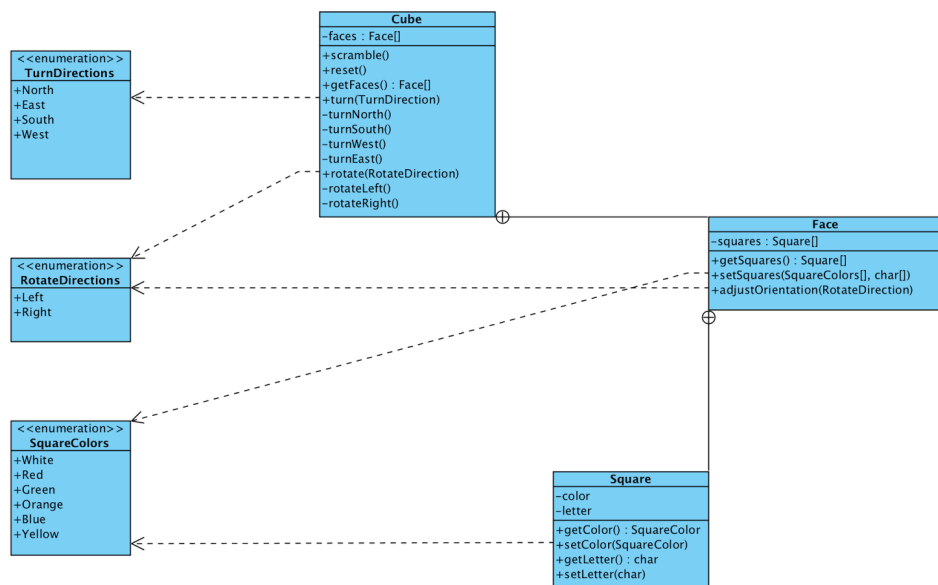 Cube
-faces : Face[]
+scramble()
+reset()
+getFaces() : Face[]
+turn(TurnDirection)
-turnNorth()
-turnSouth()
-turnWest()
-turnEast()
+rotate(RotateDirection)
-rotateLeft()
-rotateRight()
<<enumeration>>
TurnDirections
+North
+East
+South
+West
Face
-squares : Square[]
+getSquares() : Square[]
+setSquares(SquareColors[], char[])
+adjustOrientation(RotateDirection)
<<enumeration>>
RotateDirections
+Left
+Right
<<enumeration>>
SquareColors
+White
+Red
+Green
+Orange
+Blue
+Yellow
Square
-color
-letter
+getColor() : SquareColor
+setColor(SquareColor)
+getLetter() : char
+setLetter(char)